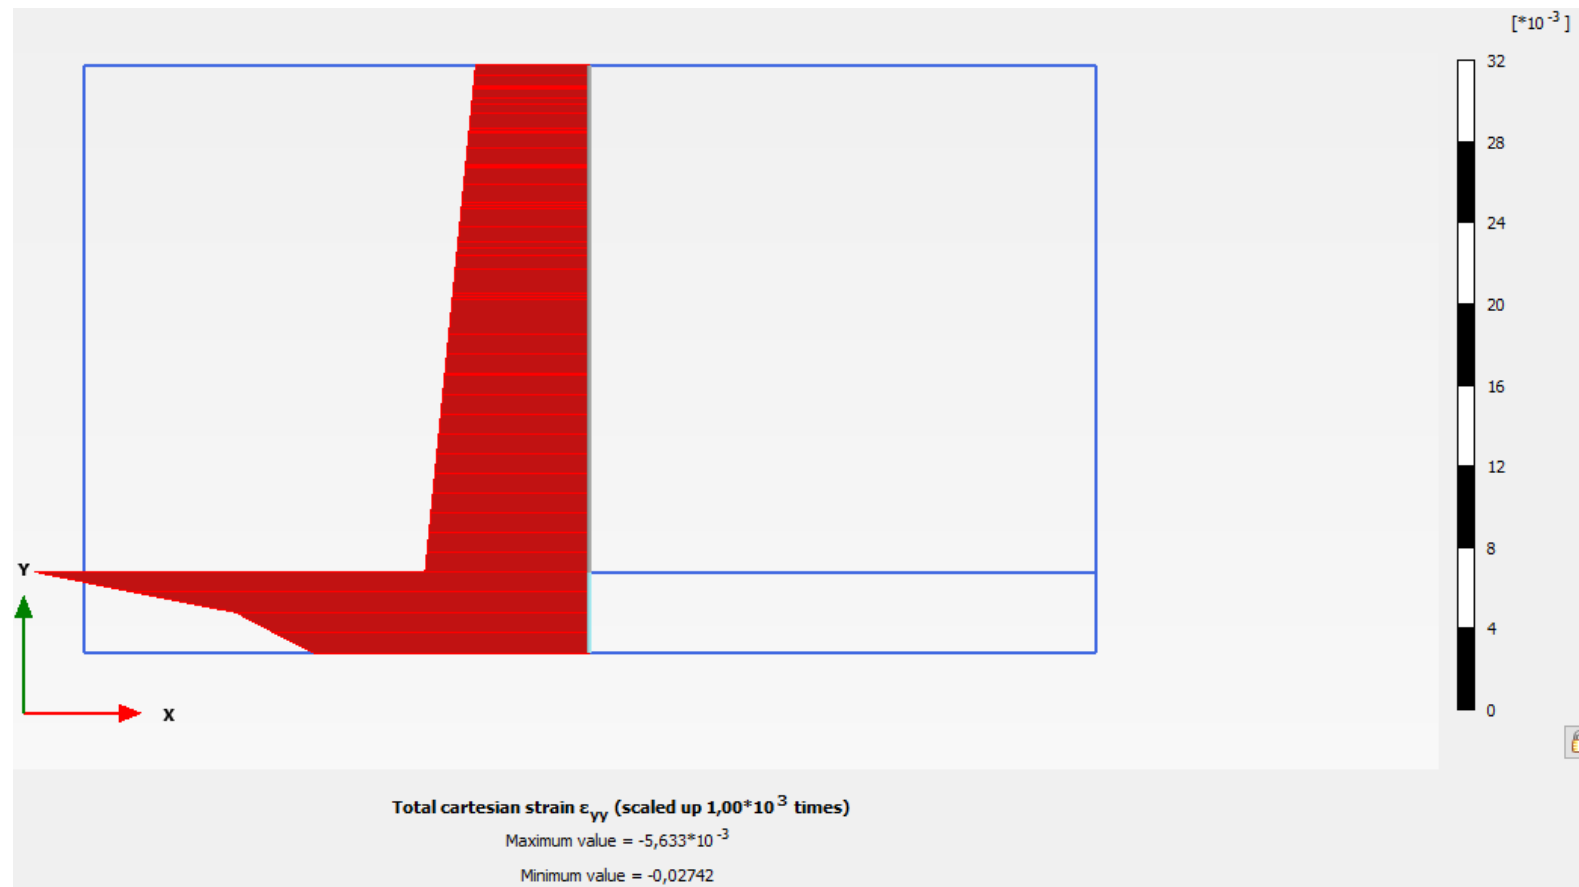 [*10 -3 ]
32
28
24
20
16
12
8
4
0
Y
X
Total cartesian strain εyy (scaled up 1,00*10 3 times)
Maximum value = -5,633*10 -3
Minimum value = -0,02742